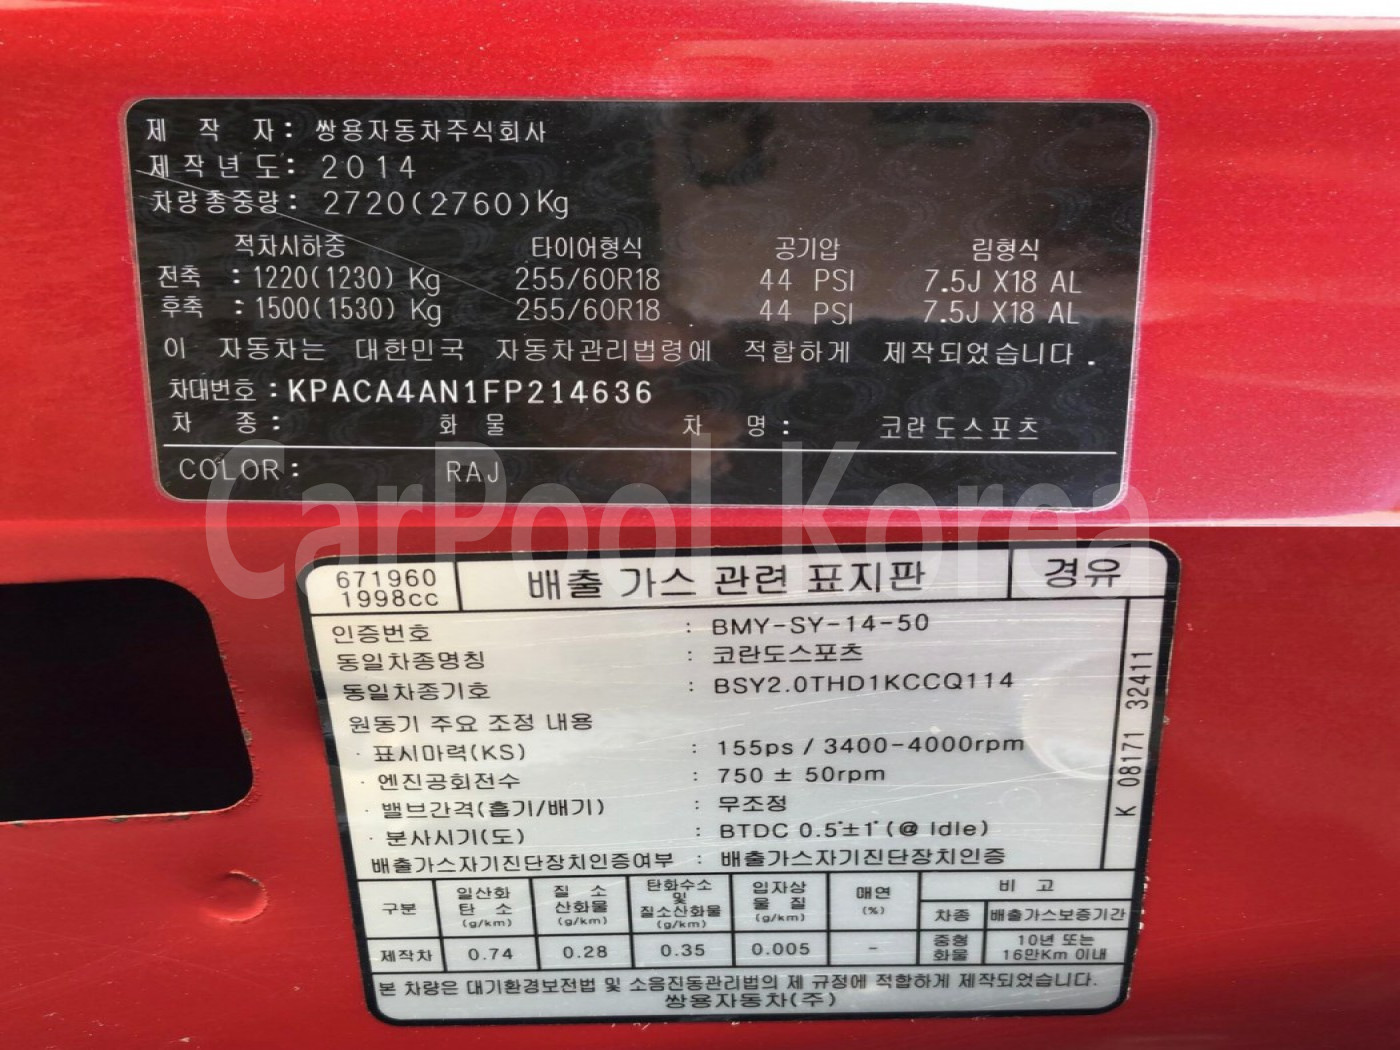 제 작 자 : 쌍용자동차주식회사
제작년도: 2014
차량총중량: 2720(2760)Kg
적차시하중 타이어형식 공기압 림형식
전축 : 1220(1230) Kg 255/60R18 44 PSI 7.5J X18 AL
후축 : 1500(1530) Kg 255/60R18 44 PSI 7.5J X18 AL
이 자동차는 대한민국 자동차관리법령에 적합하게 제작되었습니다.
차대번호 : KPACA4AN1FP214636
차 종 : 화 물 차 명 : 코란도스포츠
COLOR: RAJ
CarPool Korea
671960
1998cc
배출 가스 관련 표지판
경유
인증번호 : BMY-SY-14-50
동일차종명칭 : 코란도스포츠
동일차종기호 : BSY2.0THD1KCCQ114
원동기 주요 조정 내용
· 표시마력(KS) : 155ps / 3400-4000rpm
· 엔진공회전수 : 750 ± 50rpm
· 밸브간격(흡기/배기) : 무조정
· 분사시기(도) : BTDC 0.5°±1° (@ Idle)
배출가스자기진단장치인증여부 : 배출가스자기진단장치인증
K 08171 32411
구분 일산화탄소 (g/km) 질소산화물 (g/km) 탄화수소 및 질소산화물 (g/km) 입자상물질 (g/km) 매연 (%) 비 고
차종 배출가스보증기간
제작차 0.74 0.28 0.35 0.005 - 중형화물 10년 또는 16만Km 이내
본 차량은 대기환경보전법 및 소음진동관리법의 제 규정에 적합하게 제작되었습니다.
쌍용자동차(주)